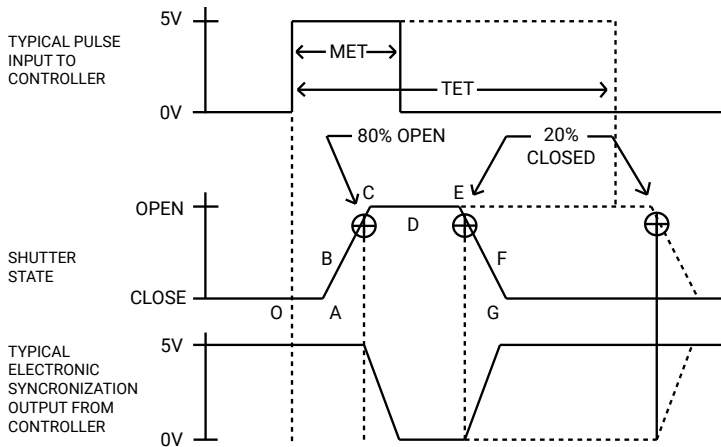 TYPICAL PULSE
INPUT TO
CONTROLLER
5V
0V
MET
TET
80% OPEN
20%
CLOSED
SHUTTER
STATE
OPEN
CLOSE
O
A
B
C
D
E
F
G
TYPICAL
ELECTRONIC
SYNCRONIZATION
OUTPUT FROM
CONTROLLER
5V
0V